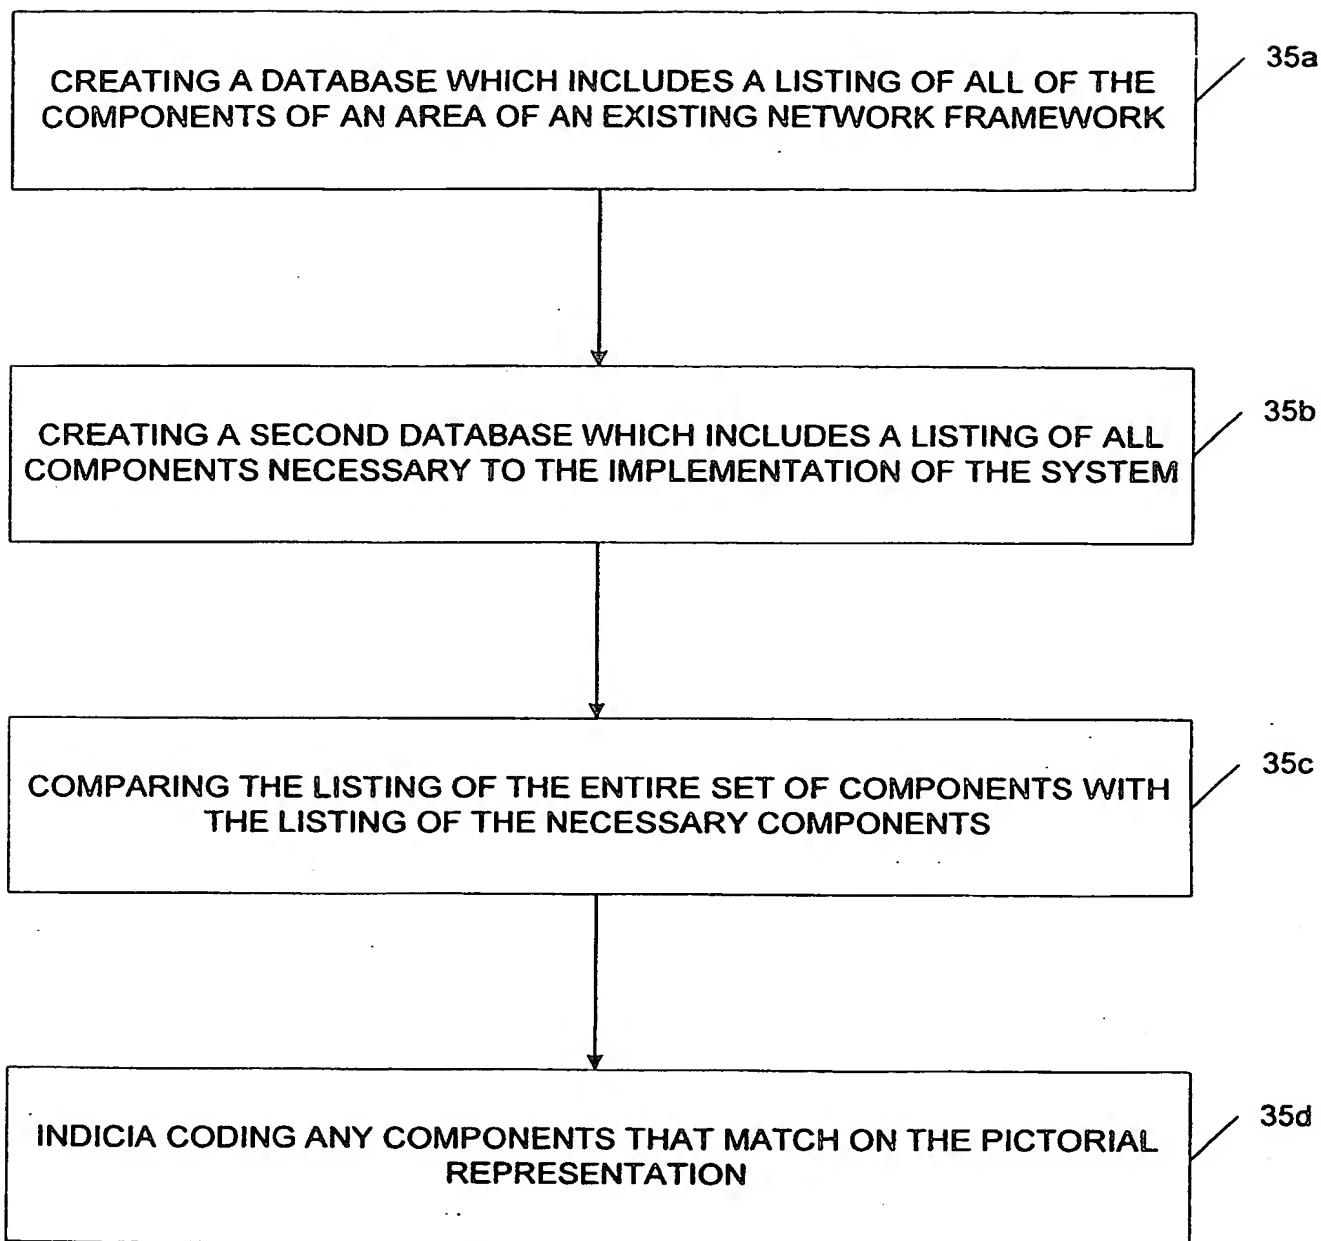 CREATING A DATABASE WHICH INCLUDES A LISTING OF ALL OF THE
COMPONENTS OF AN AREA OF AN EXISTING NETWORK FRAMEWORK
35a
CREATING A SECOND DATABASE WHICH INCLUDES A LISTING OF ALL
COMPONENTS NECESSARY TO THE IMPLEMENTATION OF THE SYSTEM
35b
COMPARING THE LISTING OF THE ENTIRE SET OF COMPONENTS WITH
THE LISTING OF THE NECESSARY COMPONENTS
35c
INDICIA CODING ANY COMPONENTS THAT MATCH ON THE PICTORIAL
REPRESENTATION
35d